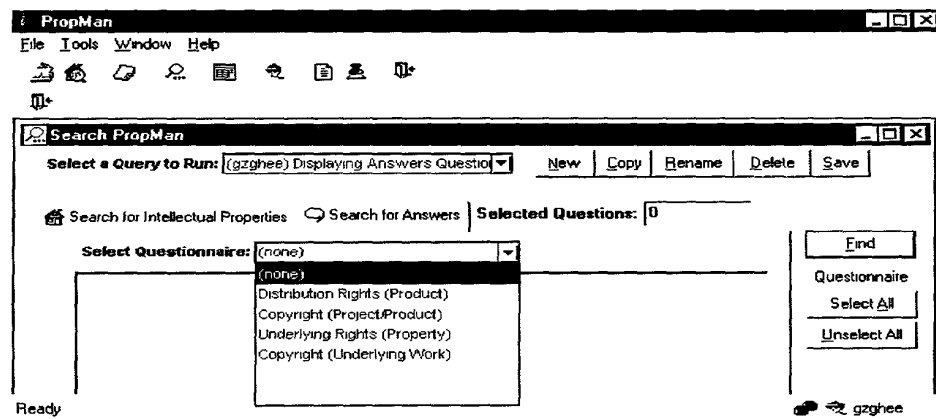 PropMan
File Tools Window Help
Search PropMan
Select a Query to Run: (gzghee) Displaying Answers Question New Copy Rename Delete Save
Search for Intellectual Properties Search for Answers Selected Questions: 0
Select Questionnaire: (none)
Find
(none)
Questionnaire
Distribution Rights (Product)
Select All
Copyright (Project/Product)
Underlying Rights (Property)
Unselect All
Copyright (Underlying Work)
Ready gzghee